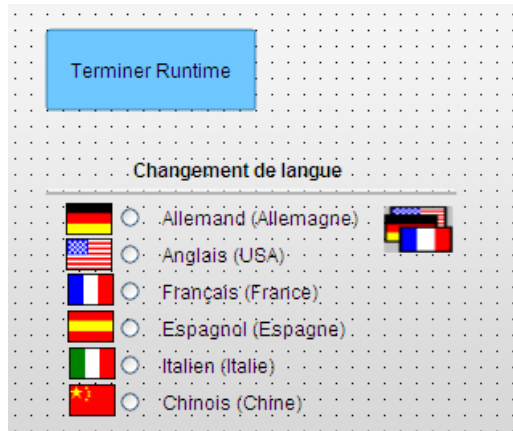 Terminer Runtime
Changement de langue
Allemand (Allemagne)
Anglais (USA)
Français (France)
Espagnol (Espagne)
Italien (Italie)
Chinois (Chine)